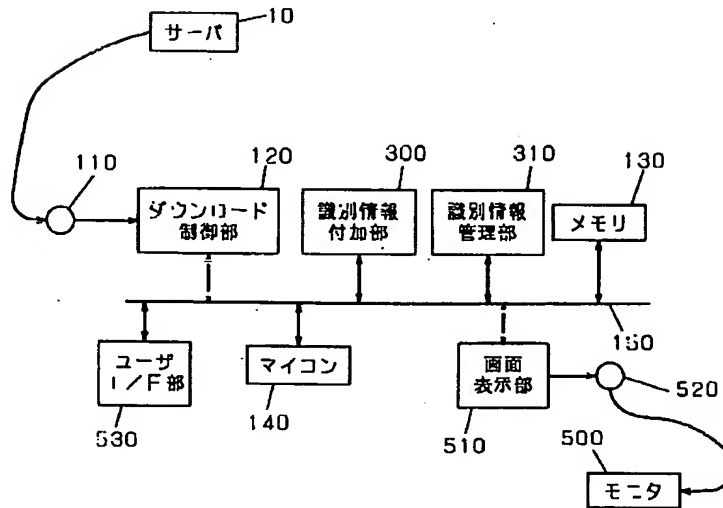 10
サーバ
110
120
300
310
130
ダウンロード
制御部
識別情報
付加部
識別情報
管理部
メモリ
150
ユーザ
I/F部
マイコン
画面
表示部
530
140
510
520
500
モニタ